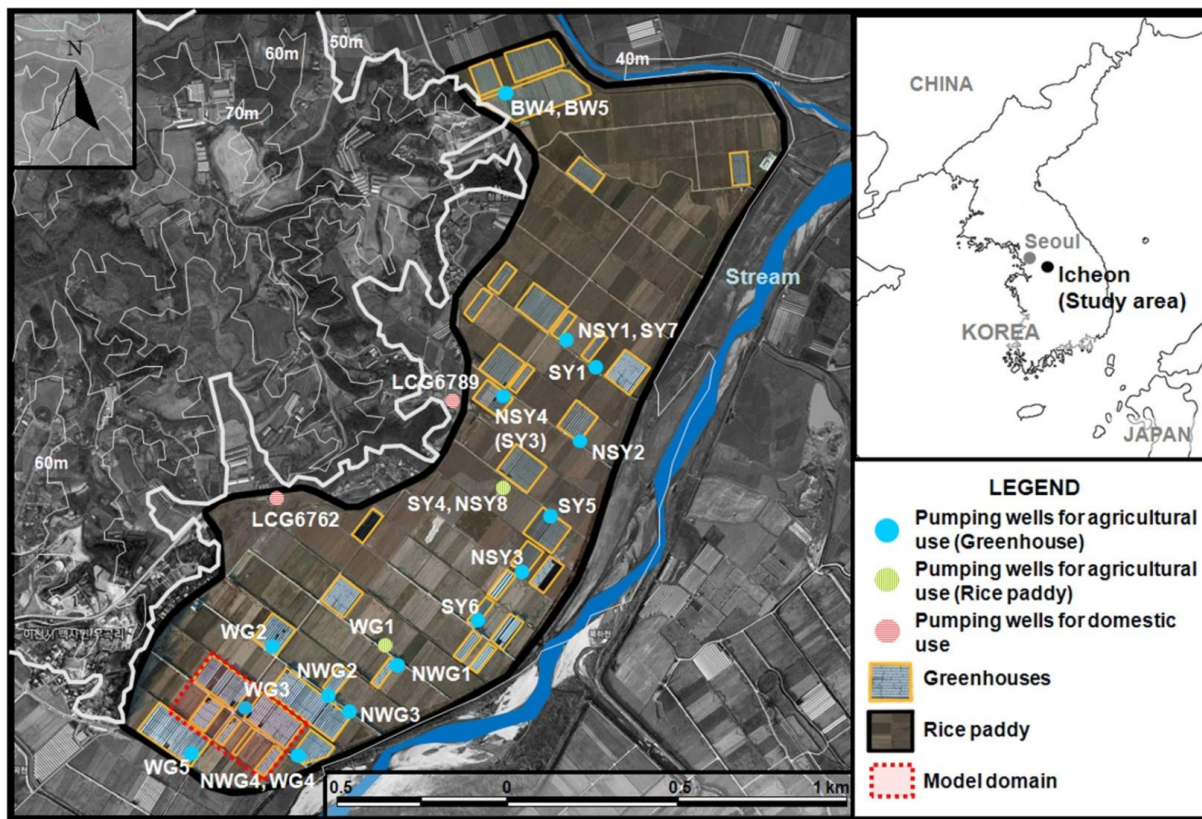 N
60m
50m
40m
70m
BW4, BW5
Stream
NSY1, SY7
SY1
LCG6789
NSY4
(SY3)
NSY2
60m
SY4, NSY8
SY5
LCG6762
NSY3
SY6
WG2
WG1
NWG1
NWG2
WG3
NWG3
WG5
NWG4, WG4
0.5
0
0.5
1 km
CHINA
Seoul
Icheon
(Study area)
KOREA
JAPAN
LEGEND
Pumping wells for agricultural
use (Greenhouse)
Pumping wells for agricultural
use (Rice paddy)
Pumping wells for domestic
use
Greenhouses
Rice paddy
Model domain